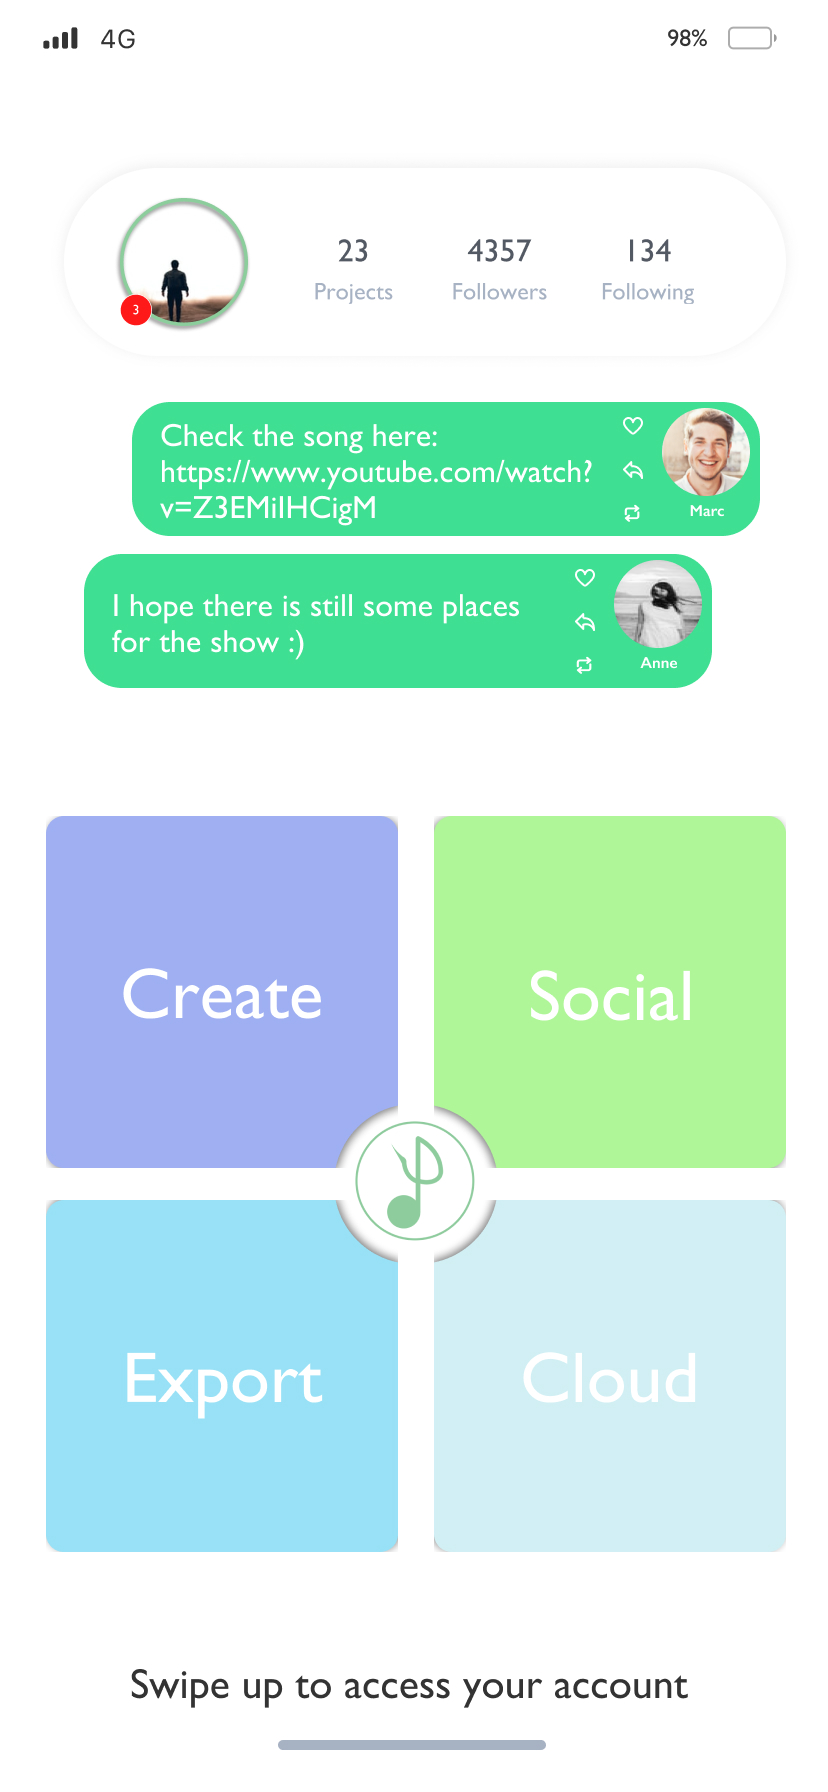 4G 98%
3
23 4357 134
Projects Followers Following
Check the song here:
https://www.youtube.com/watch?
v=Z3EMiIHCigM
Marc
I hope there is still some places
for the show :)
Anne
Create Social
Export Cloud
Swipe up to access your account